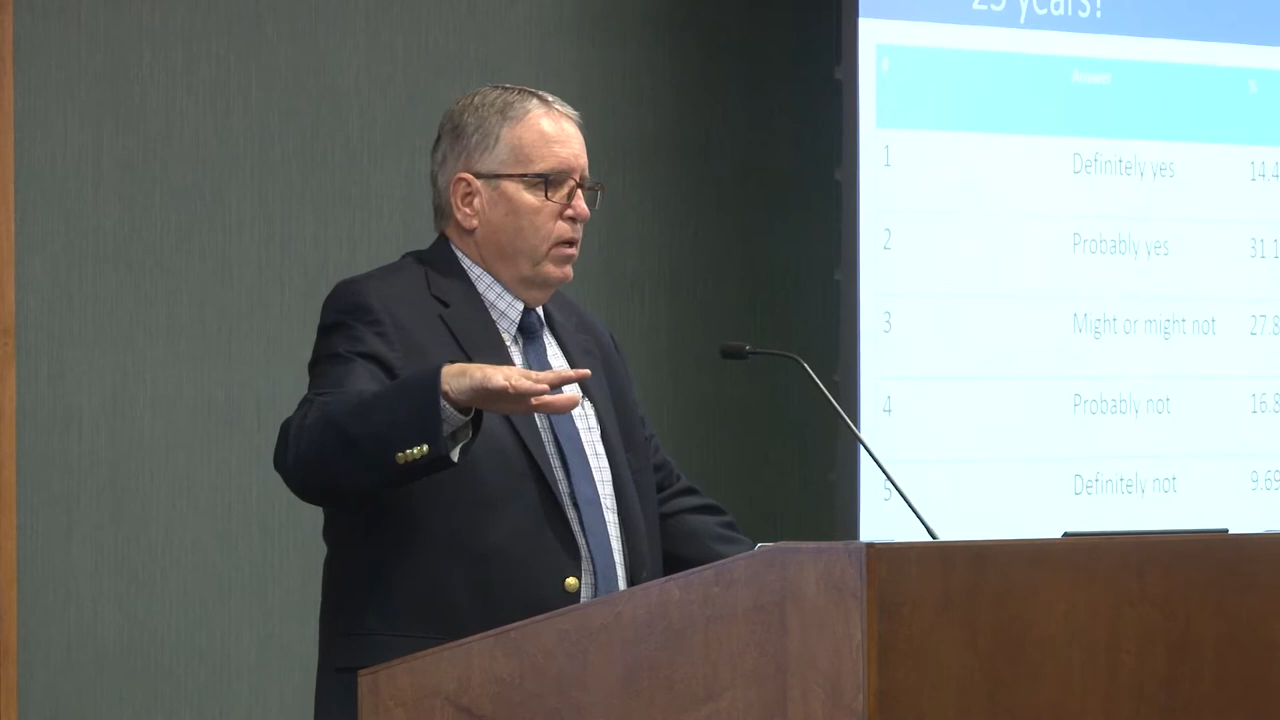 25 years?
# Answer %
1 Definitely yes 14.4
2 Probably yes 31.1
3 Might or might not 27.8
4 Probably not 16.8
5 Definitely not 9.69